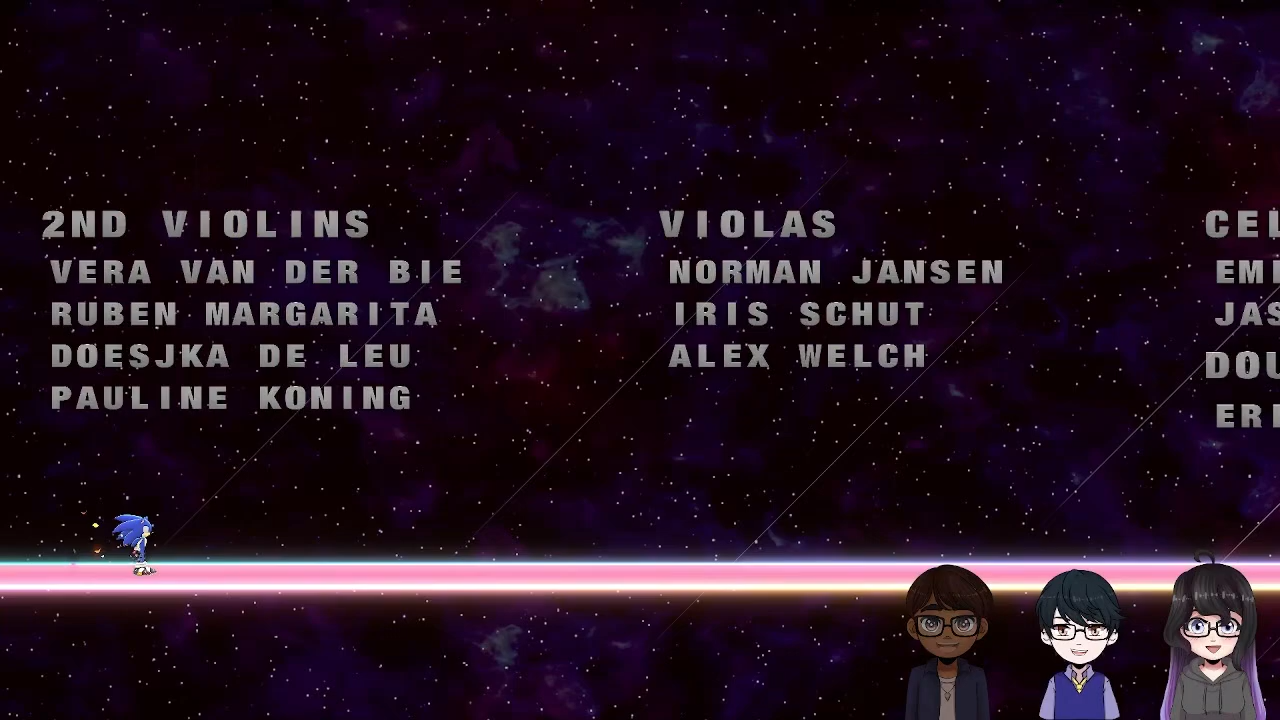 2ND VIOLINS
VERA VAN DER BIE
RUBEN MARGARITA
DOESJKA DE LEU
PAULINE KONING
VIOLAS
NORMAN JANSEN
IRIS SCHUT
ALEX WELCH